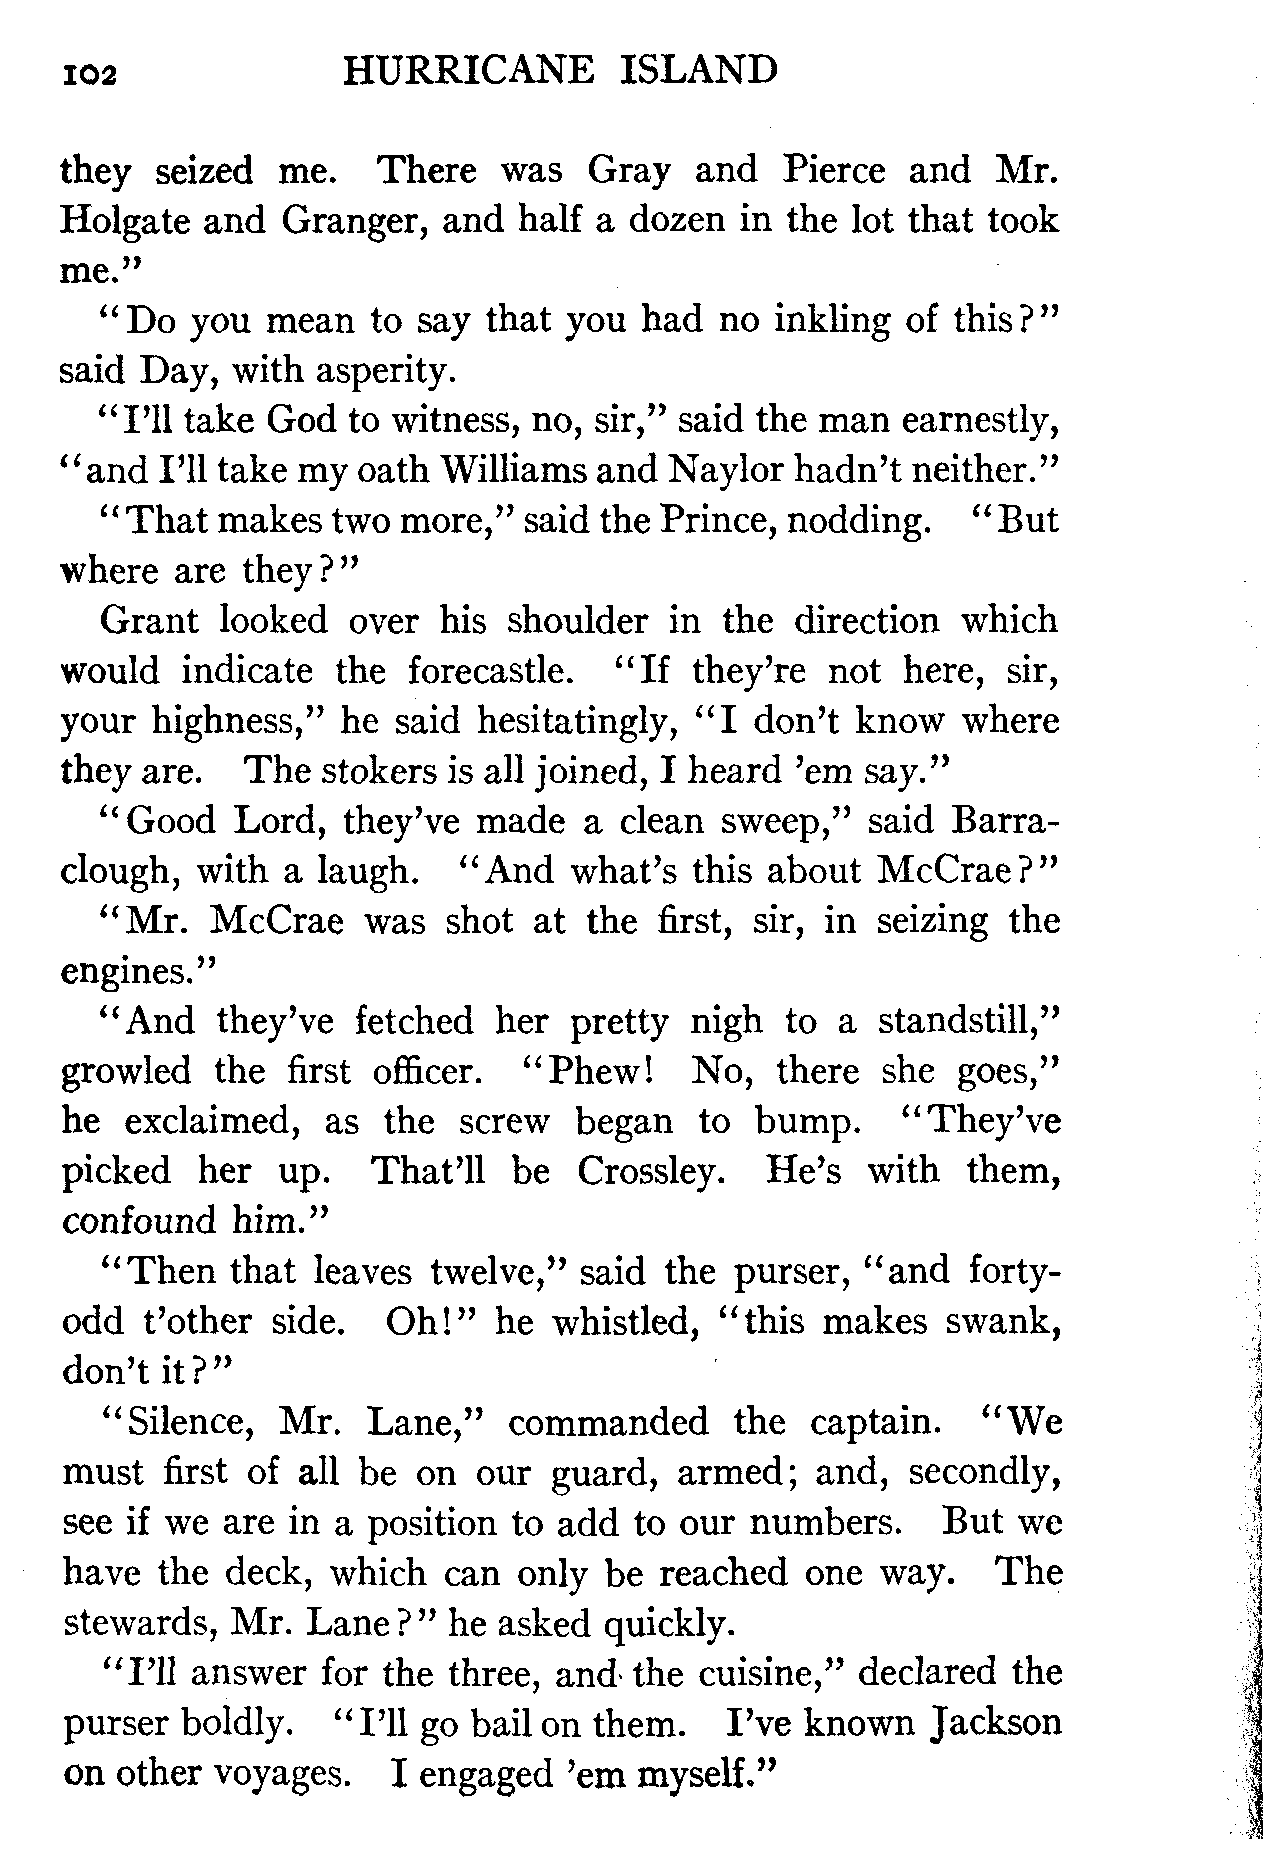 102 HURRICANE ISLAND
they seized me. There was Gray and Pierce and Mr.
Holgate and Granger, and half a dozen in the lot that took
me.”
“Do you mean to say that you had no inkling of this?”
said Day, with asperity.
“I’ll take God to witness, no, sir,” said the man earnestly,
“and I’ll take my oath Williams and Naylor hadn’t neither.”
“That makes two more,” said the Prince, nodding. “But
where are they?”
Grant looked over his shoulder in the direction which
would indicate the forecastle. “If they’re not here, sir,
your highness,” he said hesitatingly, “I don’t know where
they are. The stokers is all joined, I heard ’em say.”
“Good Lord, they’ve made a clean sweep,” said Barra-
clough, with a laugh. “And what’s this about McCrae?”
“Mr. McCrae was shot at the first, sir, in seizing the
engines.”
“And they’ve fetched her pretty nigh to a standstill,”
growled the first officer. “Phew! No, there she goes,”
he exclaimed, as the screw began to bump. “They’ve
picked her up. That’ll be Crossley. He’s with them,
confound him.”
“Then that leaves twelve,” said the purser, “and forty-
odd t’other side. Oh!” he whistled, “this makes swank,
don’t it?”
“Silence, Mr. Lane,” commanded the captain. “We
must first of all be on our guard, armed; and, secondly,
see if we are in a position to add to our numbers. But we
have the deck, which can only be reached one way. The
stewards, Mr. Lane?” he asked quickly.
“I’ll answer for the three, and the cuisine,” declared the
purser boldly. “I’ll go bail on them. I’ve known Jackson
on other voyages. I engaged ’em myself.”